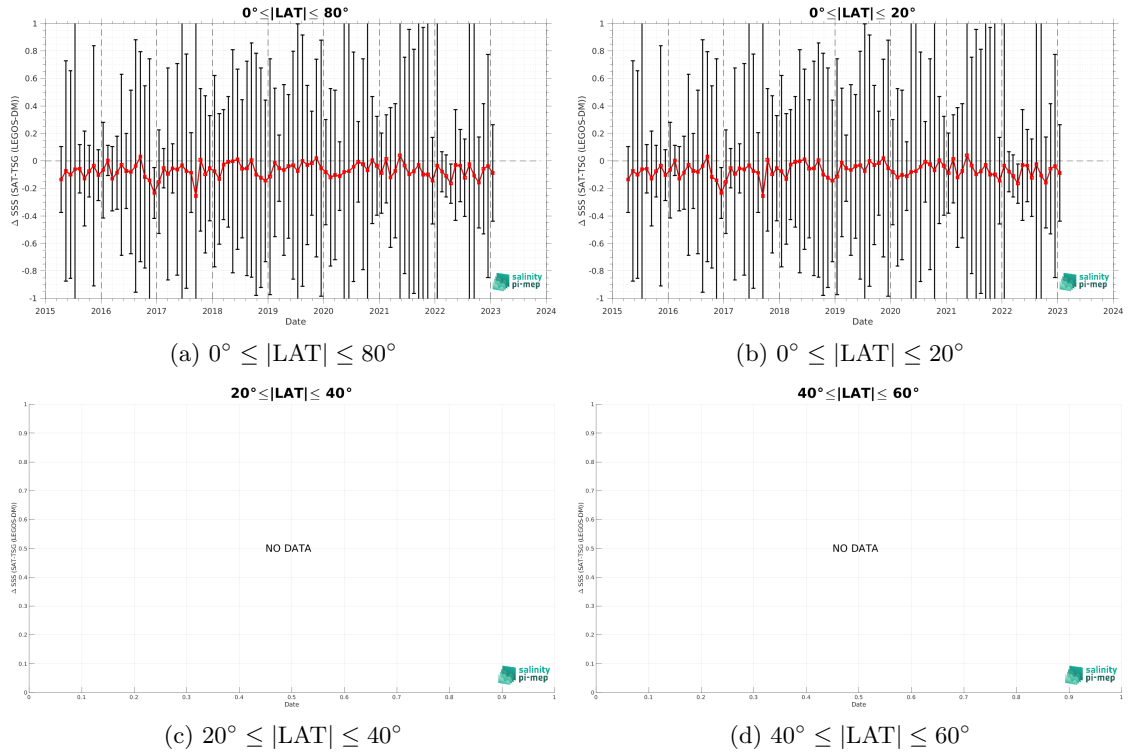 0°≤|LAT|≤ 80°
Δ SSS (SAT-TSG (LEGOS-DM))
1
0.8
0.6
0.4
0.2
0
-0.2
-0.4
-0.6
-0.8
-1
2015 2016 2017 2018 2019 2020 2021 2022 2023 2024
Date
salinity
pi-mep
(a) 0° ≤ |LAT| ≤ 80°
0°≤|LAT|≤ 20°
Δ SSS (SAT-TSG (LEGOS-DM))
1
0.8
0.6
0.4
0.2
0
-0.2
-0.4
-0.6
-0.8
-1
2015 2016 2017 2018 2019 2020 2021 2022 2023 2024
Date
salinity
pi-mep
(b) 0° ≤ |LAT| ≤ 20°
20°≤|LAT|≤ 40°
Δ SSS (SAT-TSG (LEGOS-DM))
1
0.9
0.8
0.7
0.6
0.5
0.4
0.3
0.2
0.1
0
NO DATA
0 0.1 0.2 0.3 0.4 0.5 0.6 0.7 0.8 0.9 1
Date
salinity
pi-mep
(c) 20° ≤ |LAT| ≤ 40°
40°≤|LAT|≤ 60°
Δ SSS (SAT-TSG (LEGOS-DM))
1
0.9
0.8
0.7
0.6
0.5
0.4
0.3
0.2
0.1
0
NO DATA
0 0.1 0.2 0.3 0.4 0.5 0.6 0.7 0.8 0.9 1
Date
salinity
pi-mep
(d) 40° ≤ |LAT| ≤ 60°